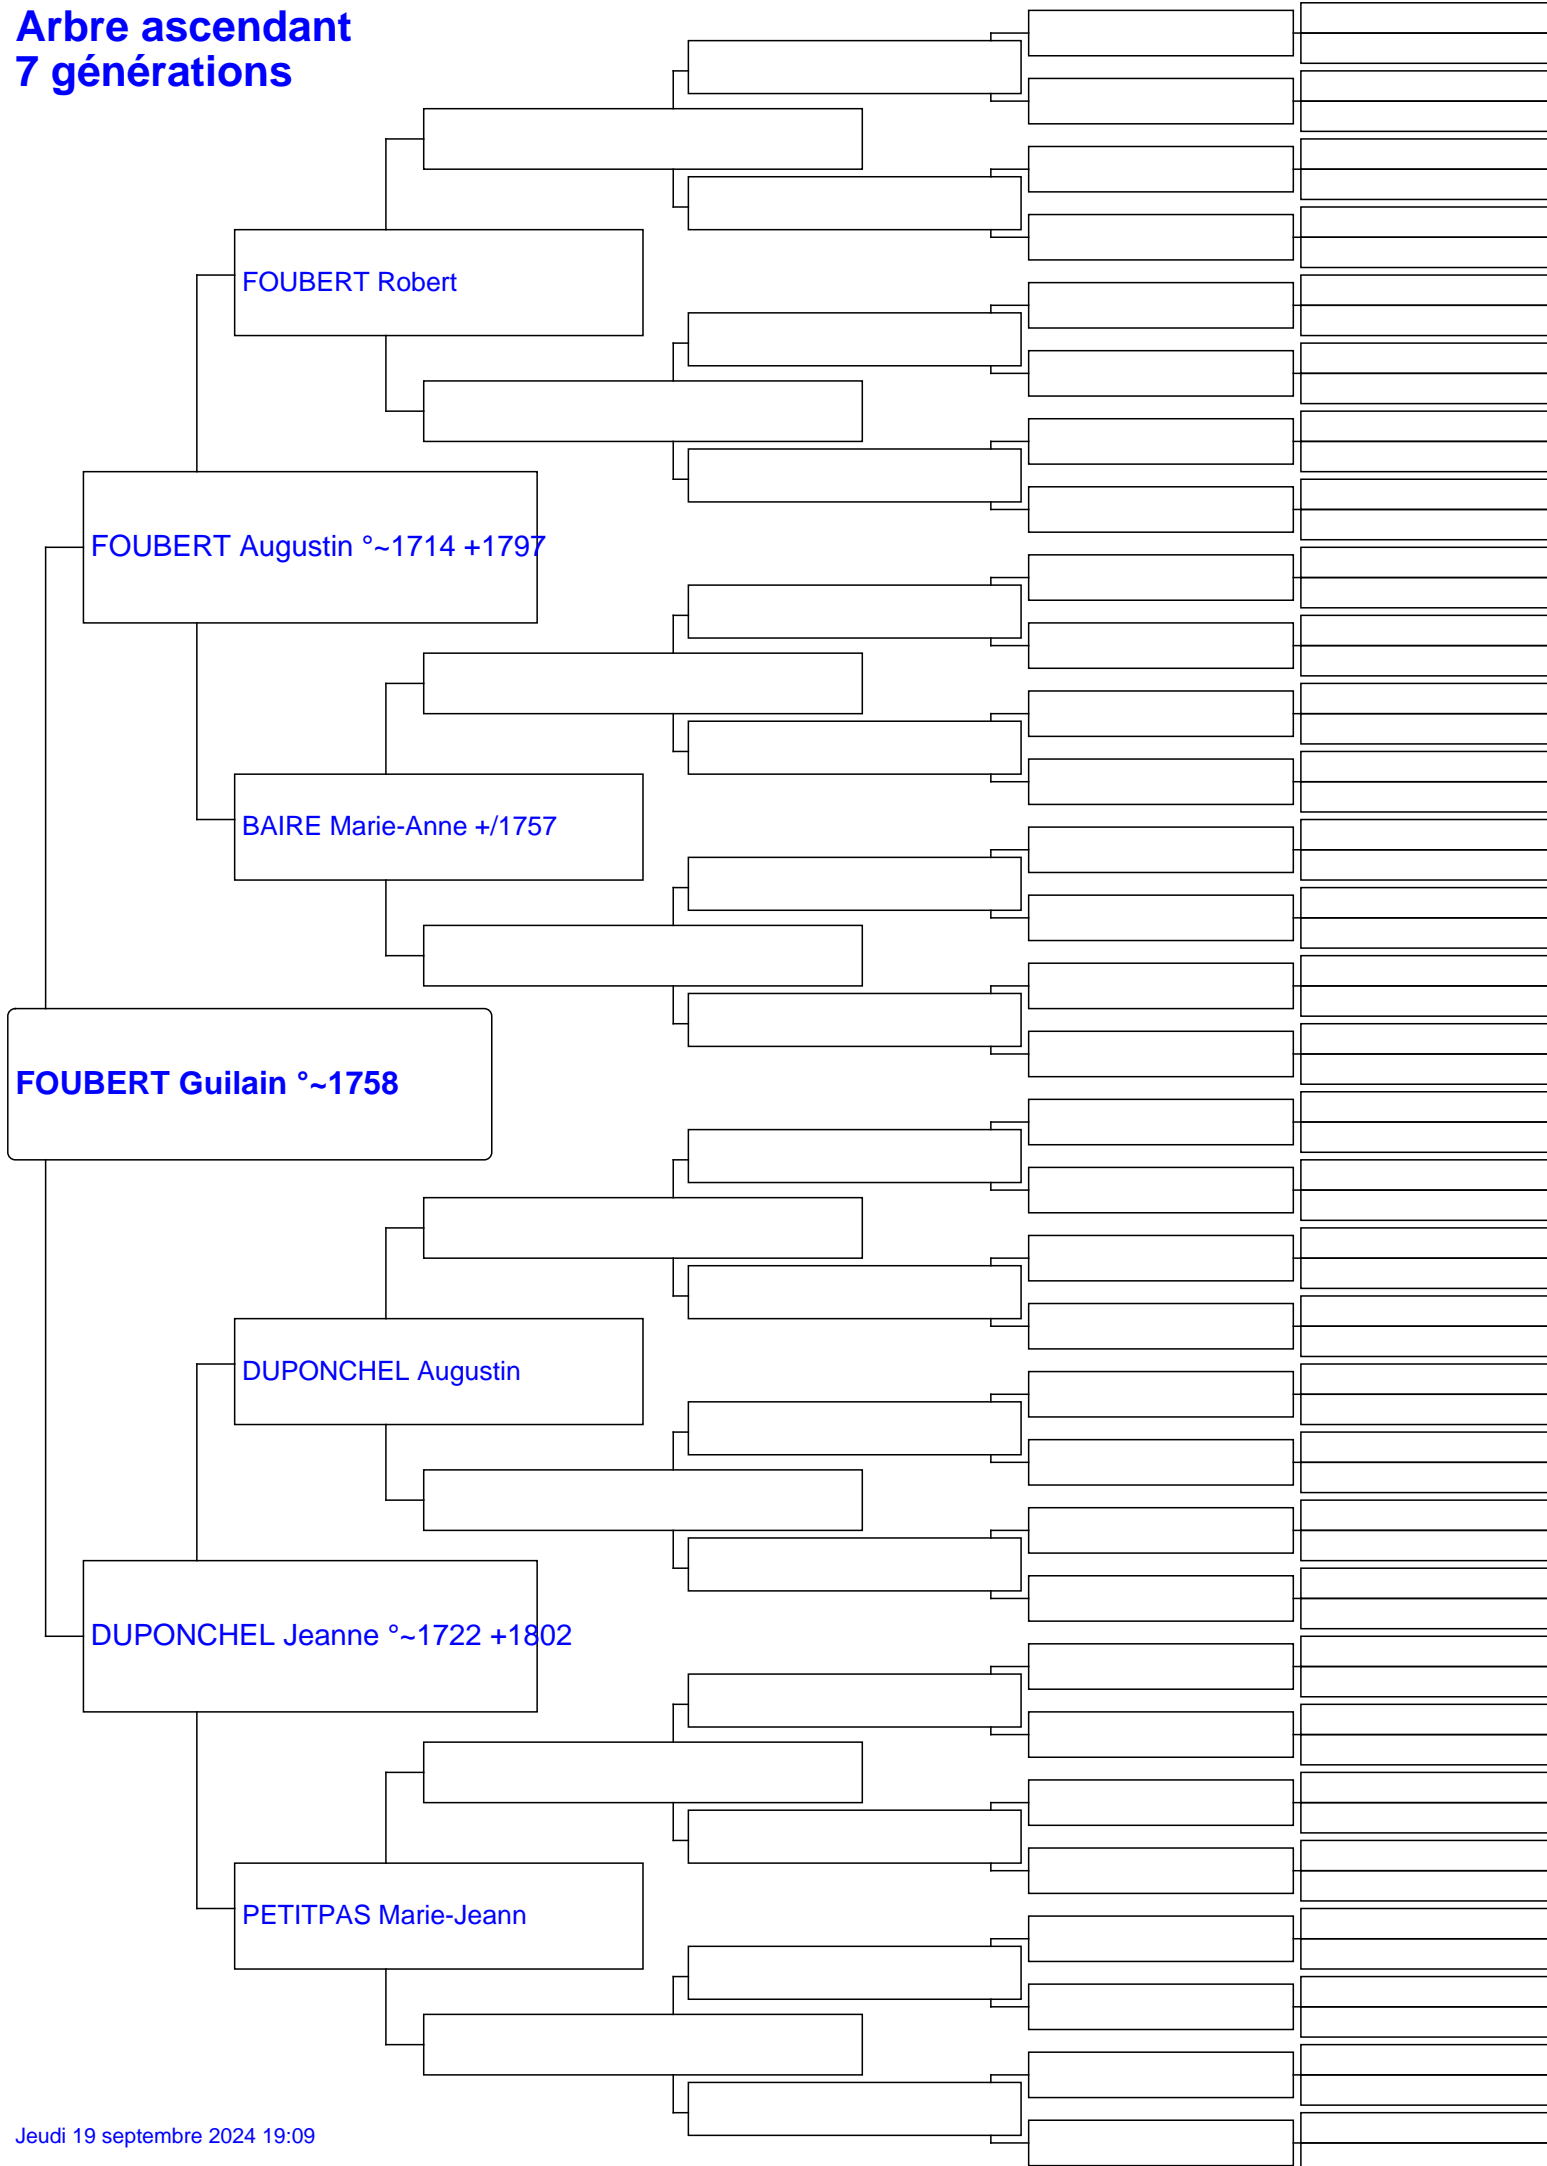 Arbre ascendant
7 générations
FOUBERT Robert
FOUBERT Augustin °~1714 +1797
BAIRE Marie-Anne +/1757
FOUBERT Guilain °~1758
DUPONCHEL Augustin
DUPONCHEL Jeanne °~1722 +1802
PETITPAS Marie-Jeann
Jeudi 19 septembre 2024 19:09